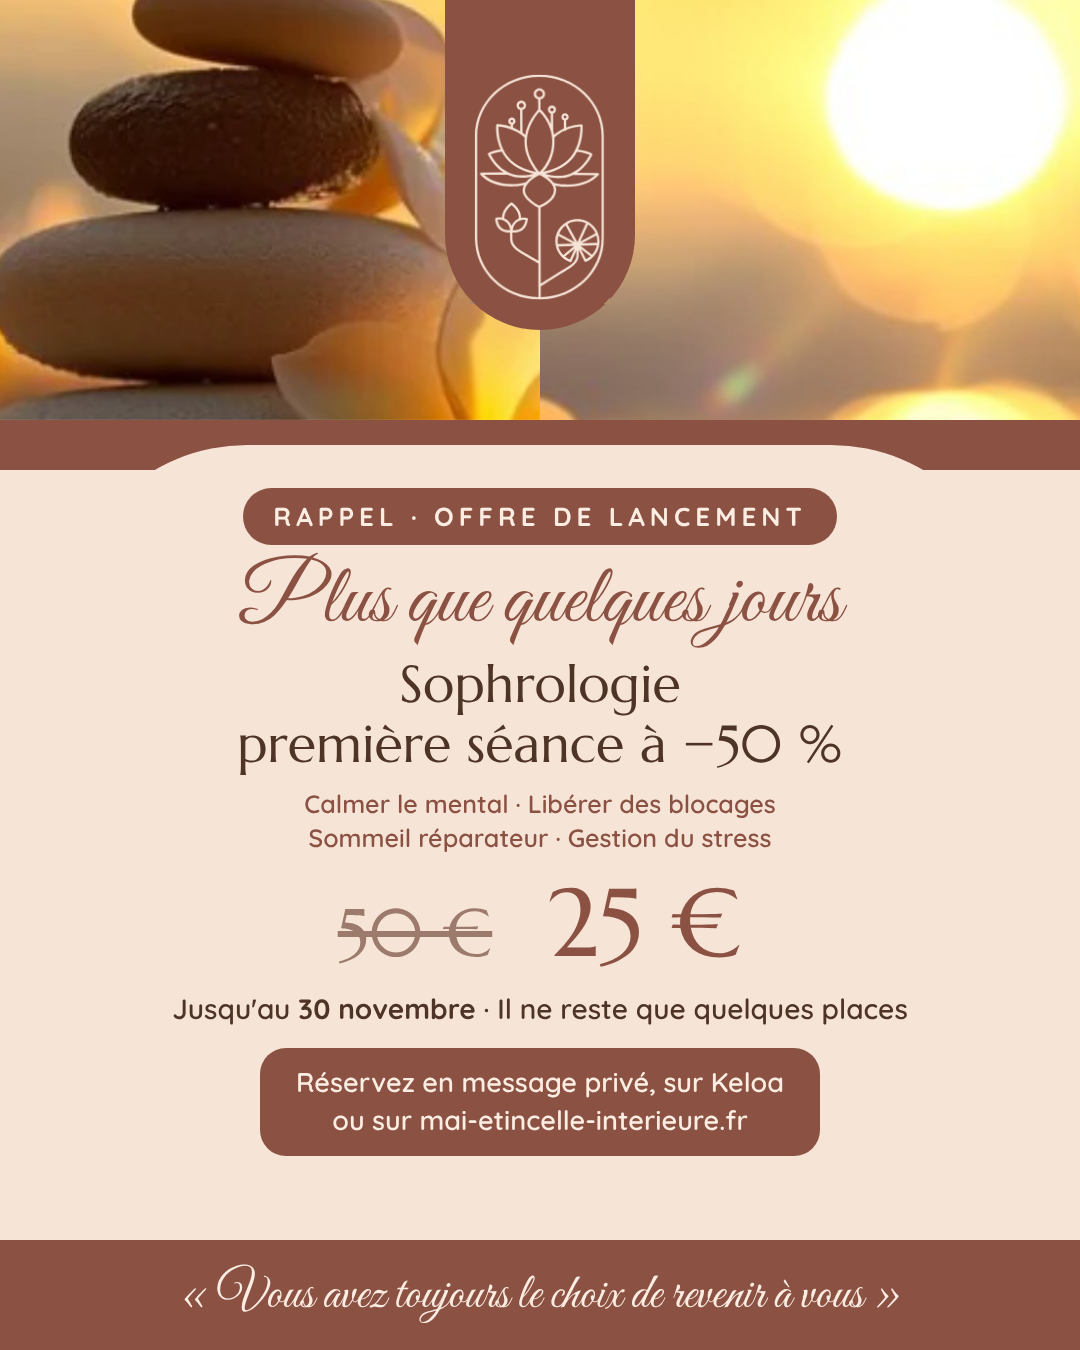 RAPPEL · OFFRE DE LANCEMENT
Plus que quelques jours
Sophrologie
première séance à −50 %
Calmer le mental · Libérer des blocages
Sommeil réparateur · Gestion du stress
50 € 25 €
Jusqu'au 30 novembre · Il ne reste que quelques places
Réservez en message privé, sur Keloa
ou sur mai-etincelle-interieure.fr
« Vous avez toujours le choix de revenir à vous »